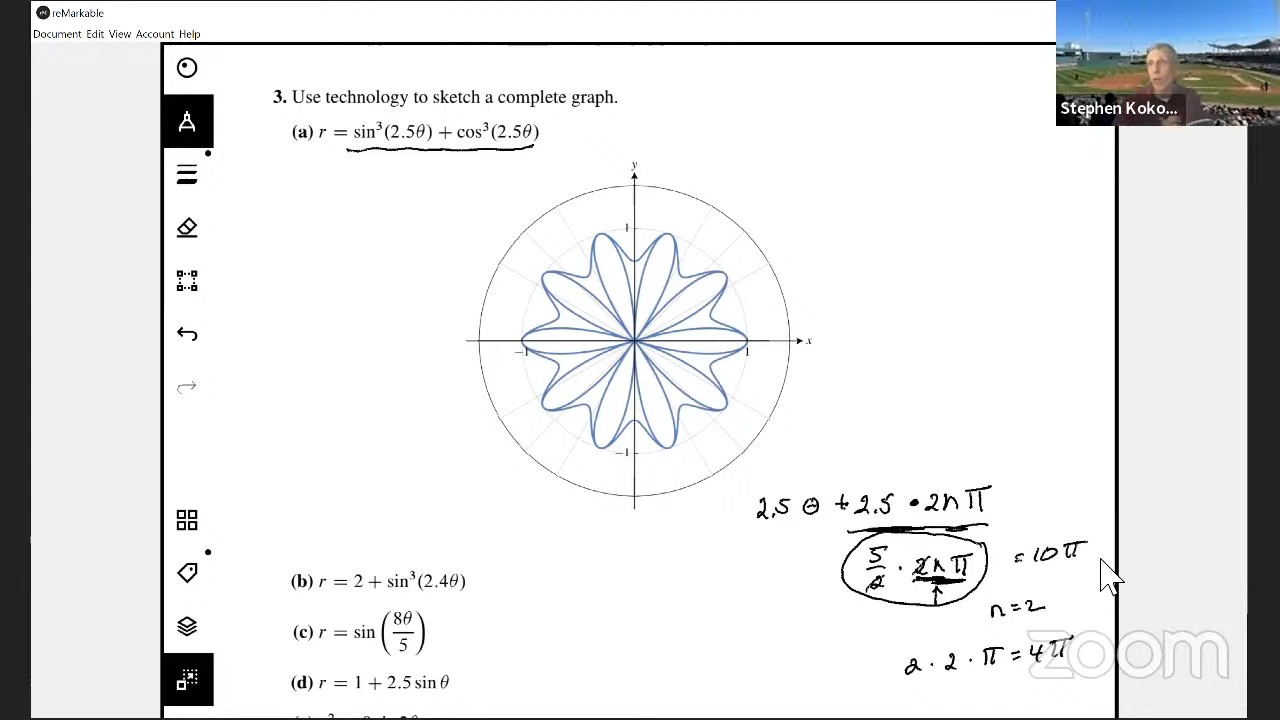 reMarkable
Document Edit View Account Help
Stephen Koko...
3. Use technology to sketch a complete graph.
(a) r = sin³(2.5θ) + cos³(2.5θ)
y
1
-1
1
x
-1
2.5 θ + 2.5 • 2nπ
5/2 · 2nπ = 10π
n = 2
2 · 2 · π = 4π
(b) r = 2 + sin³(2.4θ)
(c) r = sin(8θ/5)
(d) r = 1 + 2.5 sin θ
zoom